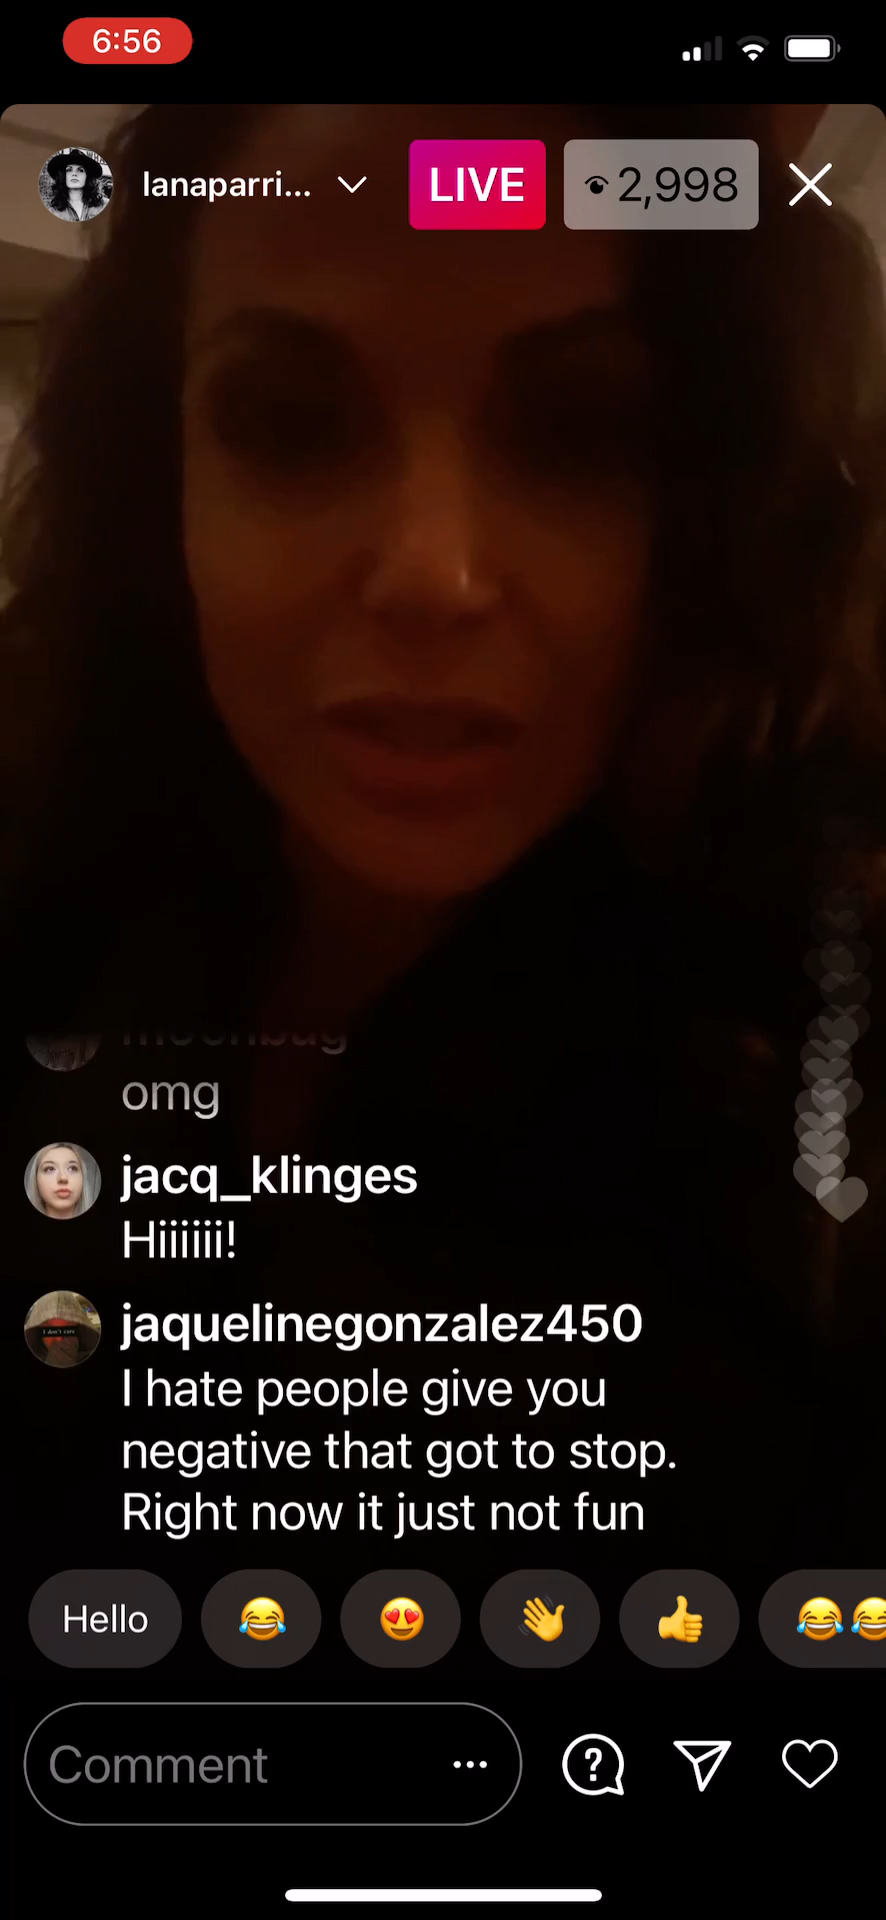 6:56
lanaparri...
LIVE
2,998
omg
jacq_klinges
Hiiiiii!
jaquelinegonzalez450
I hate people give you
negative that got to stop.
Right now it just not fun
Hello
Comment